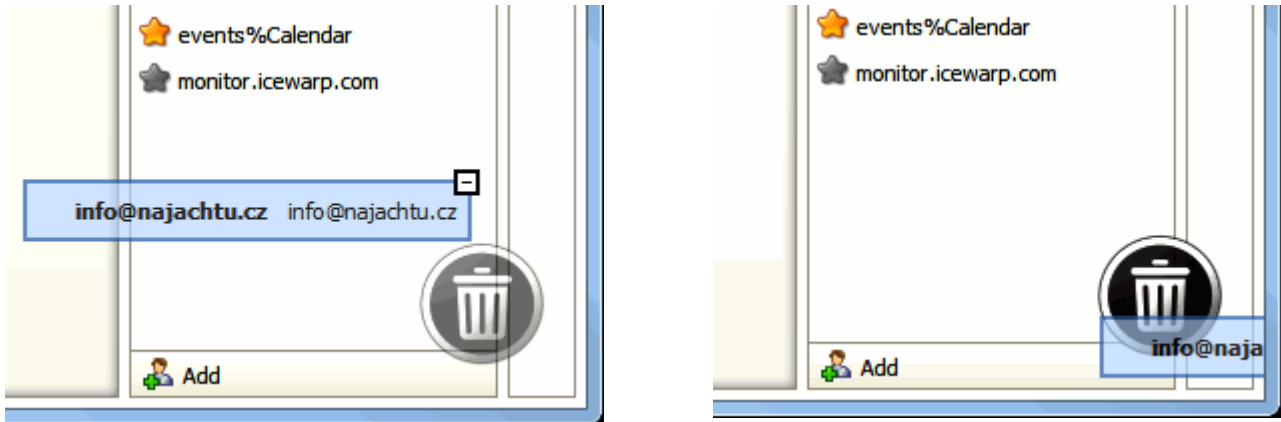 events%Calendar
monitor.icewarp.com
info@najachtu.cz info@najachtu.cz
Add
events%Calendar
monitor.icewarp.com
info@naja
Add